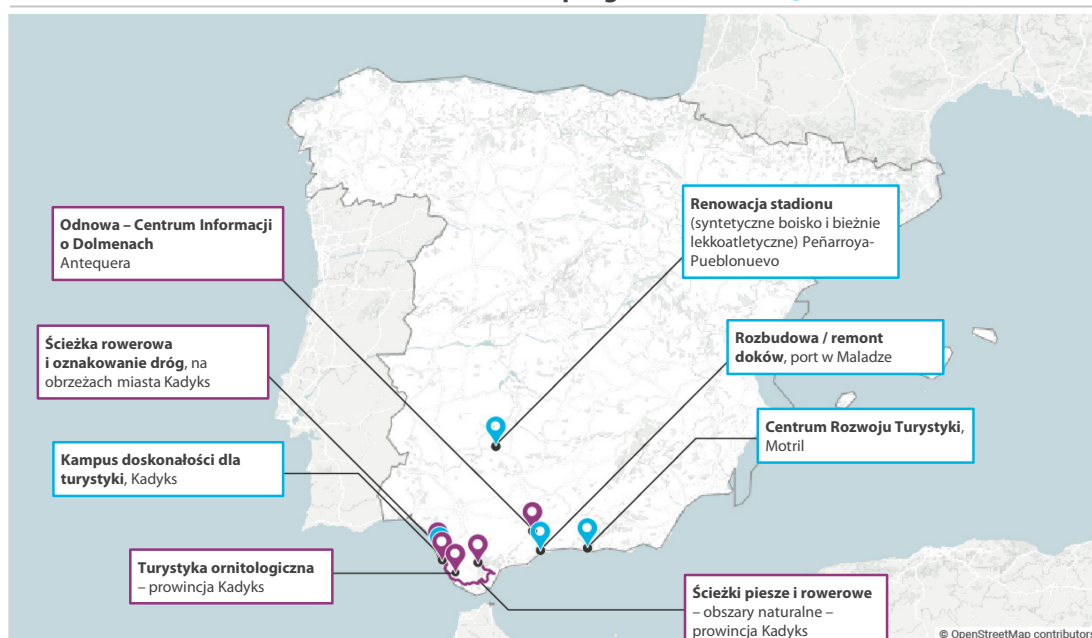 Renowacja stadionu
(syntetyczne boisko i bieżnie
lekkoatletyczne) Peñarroya-
Pueblonuevo
Odnowa – Centrum Informacji
o Dolmenach
Antequera
Rozbudowa / remont
doków, port w Maladze
Ścieżka rowerowa
i oznakowanie dróg, na
obrzeżach miasta Kadyks
Centrum Rozwoju Turystyki,
Motril
Kampus doskonałości dla
turystyki, Kadyks
Turystyka ornitologiczna
– prowincja Kadyks
Ścieżki piesze i rowerowe
– obszary naturalne –
prowincja Kadyks
© OpenStreetMap contributors